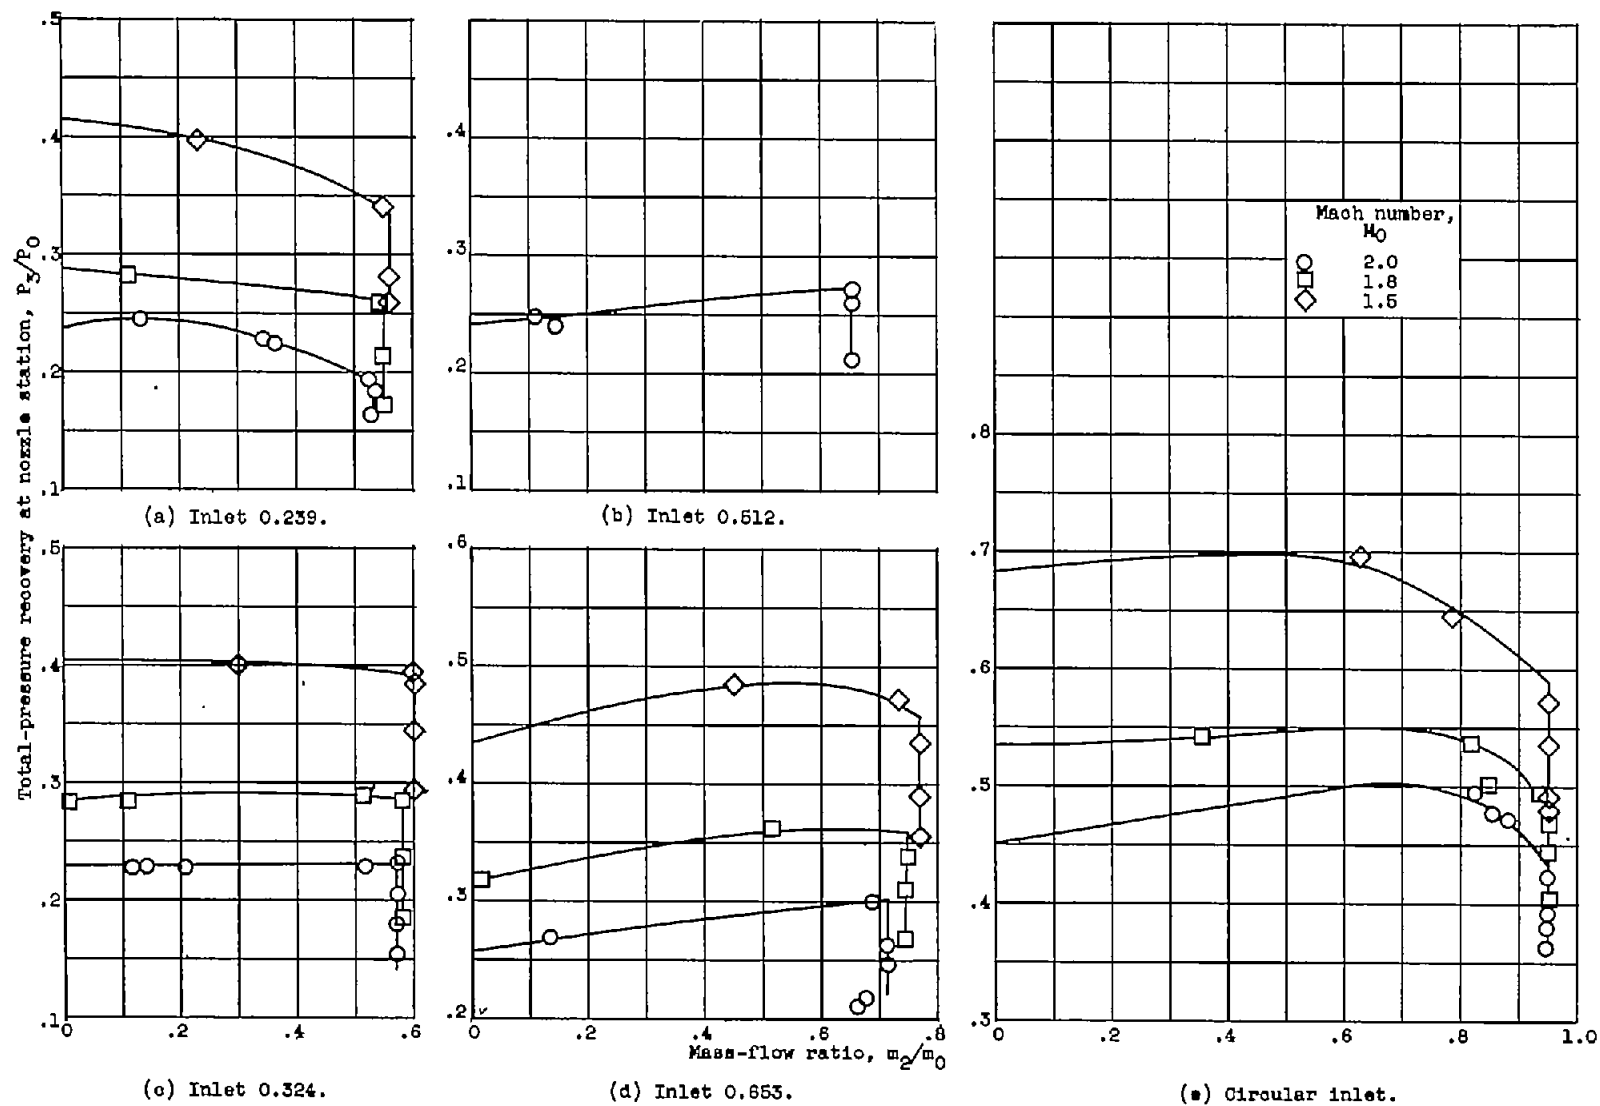 Total-pressure recovery at nozzle station, P3/P0
.5
.4
.3
.2
.1
(a) Inlet 0.239.
.4
.3
.2
.1
(b) Inlet 0.512.
Mach number,
M0
2.0
1.8
1.5
.5
.4
.3
.2
.1
0 .2 .4 .6
(c) Inlet 0.324.
.6
.5
.4
.3
.2
0 .2 .4 .6 .8
Mass-flow ratio, m2/m0
(d) Inlet 0.653.
.8
.7
.6
.5
.4
.3
0 .2 .4 .6 .8 1.0
(e) Circular inlet.